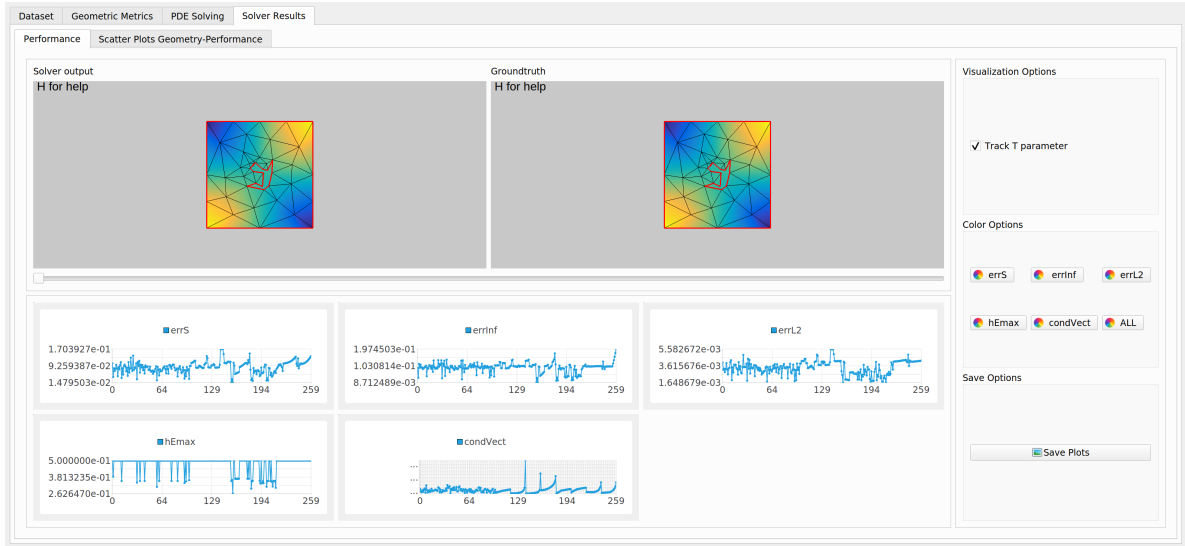 Dataset Geometric Metrics PDE Solving Solver Results
Performance Scatter Plots Geometry-Performance
Solver output Groundtruth
H for help H for help
Visualization Options
Track T parameter
Color Options
errS errInf errL2
hEmax condVect ALL
Save Options
Save Plots
errS
1.703927e-01
9.259387e-02
1.479503e-02
0 64 129 194 259
errInf
1.974503e-01
1.030814e-01
8.712489e-03
0 64 129 194 259
errL2
5.582672e-03
3.615676e-03
1.648679e-03
0 64 129 194 259
hEmax
5.000000e-01
3.813235e-01
2.626470e-01
0 64 129 194 259
condVect
...
...
...
0 64 129 194 259